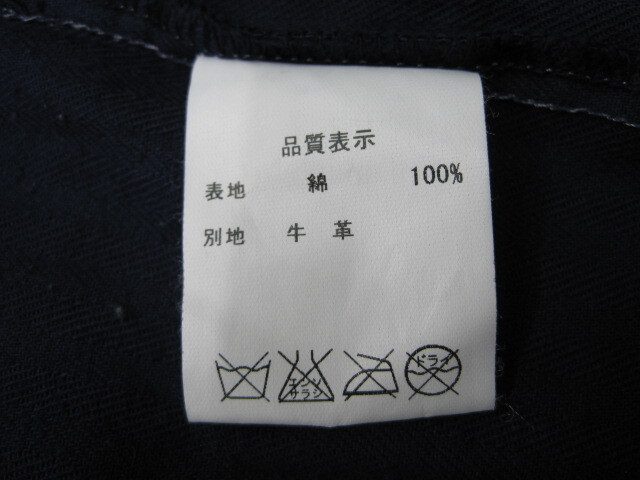 品質表示
表地 綿 100%
別地 牛革
エンソ
サラシ
ドライ